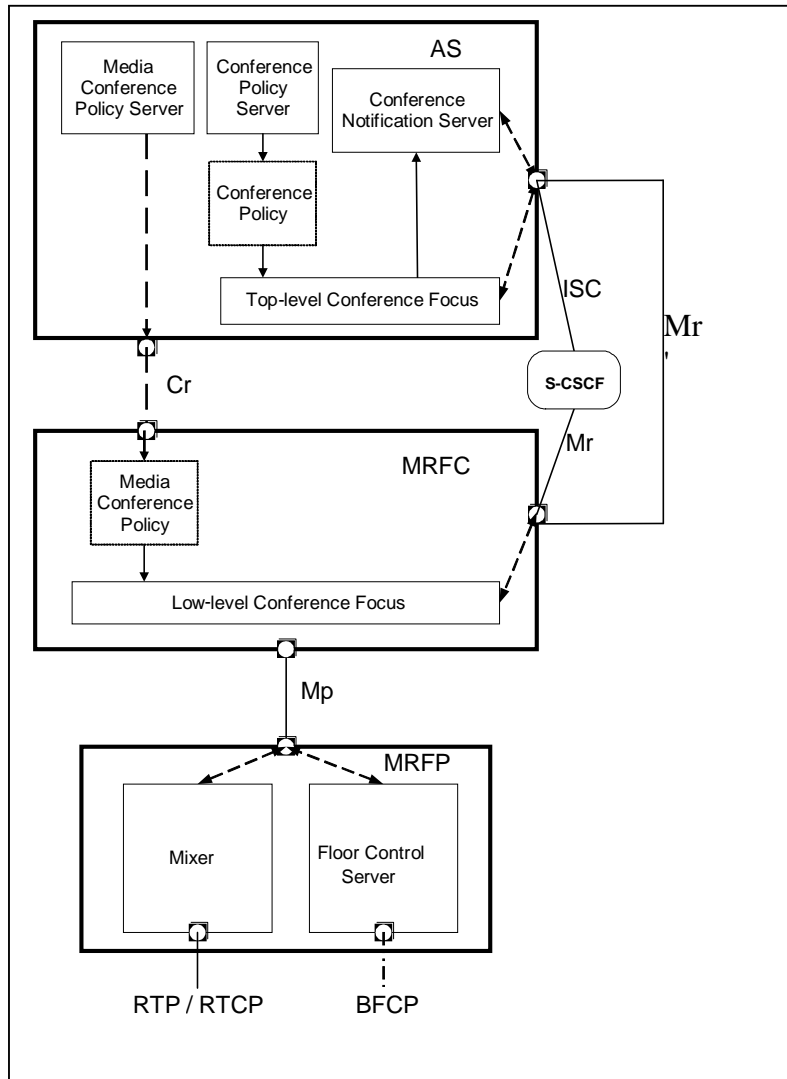 AS
Media
Conference
Policy Server
Conference
Policy
Server
Conference
Notification Server
Conference
Policy
Top-level Conference Focus
ISC
Mr
'
S-CSCF
Cr
Mr
MRFC
Media
Conference
Policy
Low-level Conference Focus
Mp
MRFP
Mixer
Floor Control
Server
RTP / RTCP
BFCP